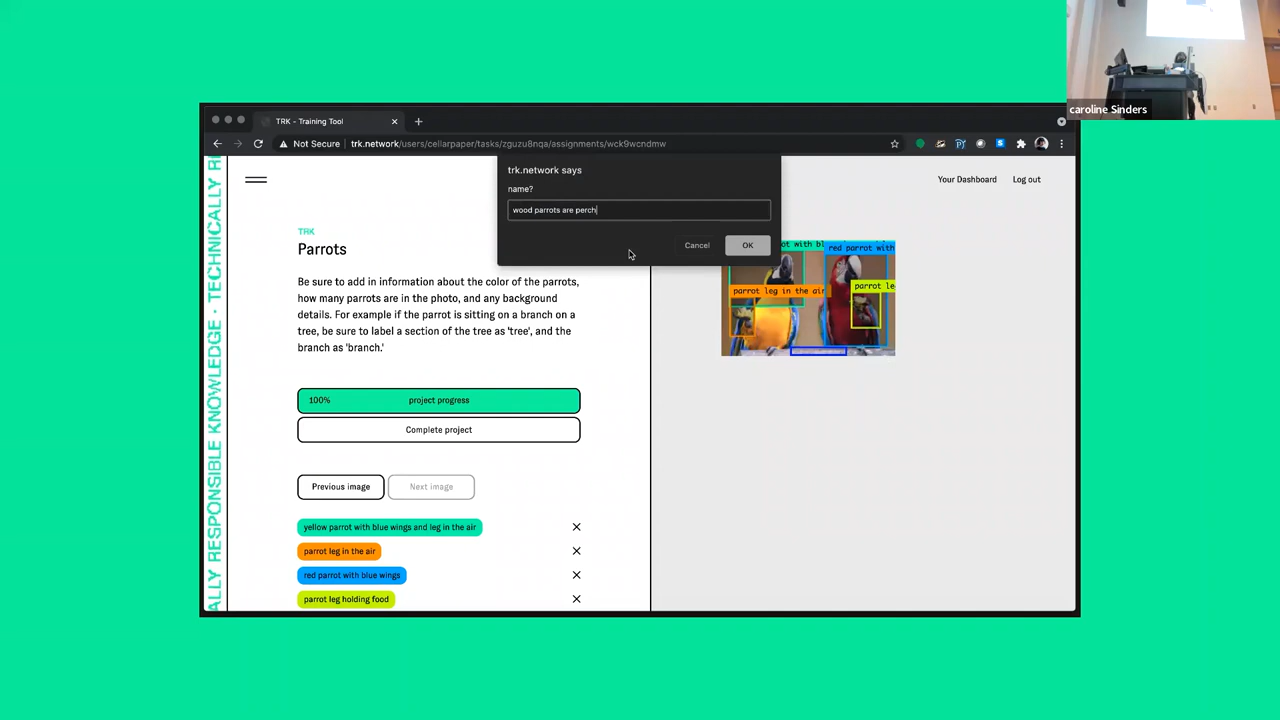 caroline Sinders
TRK - Training Tool
Not Secure
trk.network/users/cellarpaper/tasks/zguzu8nqa/assignments/wck9wcndmw
trk.network says
name?
wood parrots are perch
Cancel
OK
Your Dashboard
Log out
TECHNICALLY R
ALLY RESPONSIBLE KNOWLEDGE
TRK
Parrots
Be sure to add in information about the color of the parrots,
how many parrots are in the photo, and any background
details. For example if the parrot is sitting on a branch on a
tree, be sure to label a section of the tree as 'tree', and the
branch as 'branch.'
100%
project progress
Complete project
Previous image
Next image
yellow parrot with blue wings and leg in the air
parrot leg in the air
red parrot with blue wings
parrot leg holding food
red parrot with
parrot leg in the air
parrot le